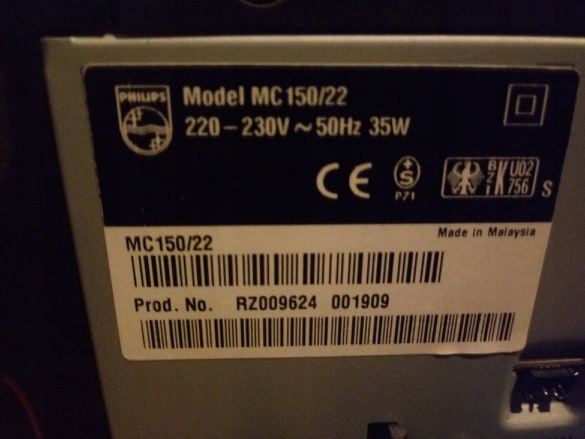 PHILIPS
Model MC150/22
220-230V ~ 50Hz 35W
CE
+
S
P71
BZT
K
U02
756
S
Made in Malaysia
MC150/22
Prod. No. RZ009624 001909